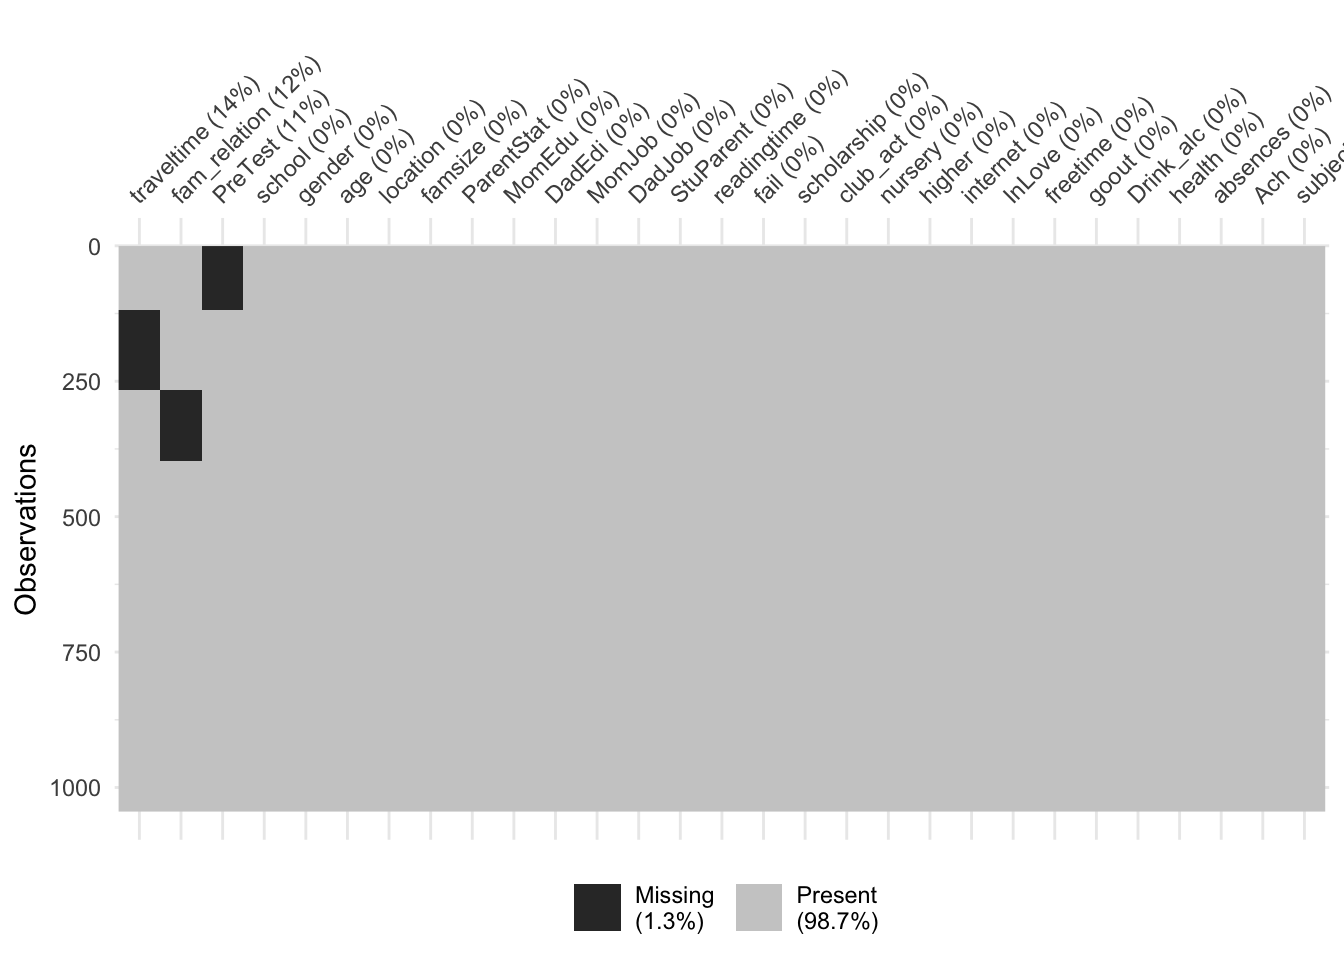 traveltime (14%)
fam_relation (12%)
PreTest (11%)
school (0%)
gender (0%)
age (0%)
location (0%)
famsize (0%)
ParentStat (0%)
MomEdu (0%)
DadEdi (0%)
MomJob (0%)
DadJob (0%)
StuParent (0%)
readingtime (0%)
fail (0%)
scholarship (0%)
club_act (0%)
nursery (0%)
higher (0%)
internet (0%)
InLove (0%)
freetime (0%)
goout (0%)
Drink_alc (0%)
health (0%)
absences (0%)
Ach (0%)
subject
0
250
500
750
1000
Observations
Missing
(1.3%)
Present
(98.7%)